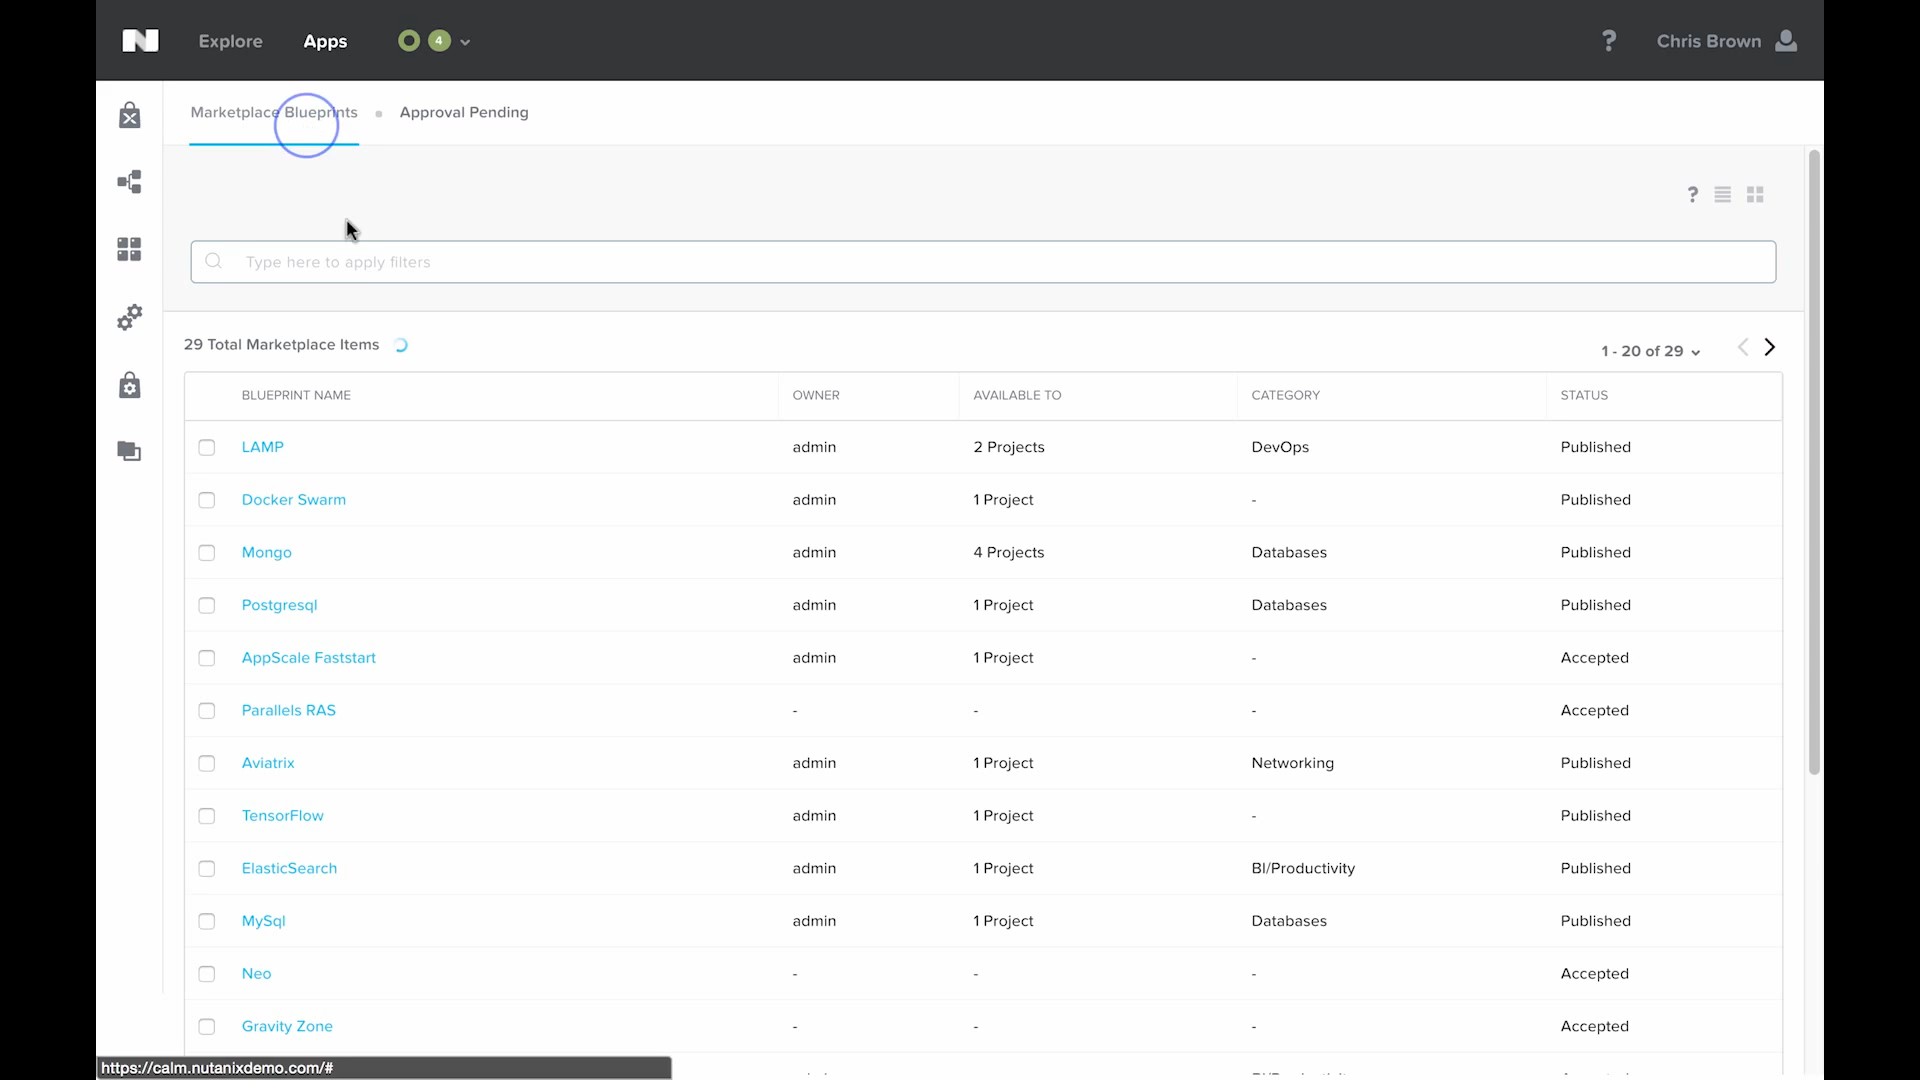 Explore Apps 4 ? Chris Brown
Marketplace Blueprints Approval Pending
?
Type here to apply filters
29 Total Marketplace Items
1 - 20 of 29
BLUEPRINT NAME OWNER AVAILABLE TO CATEGORY STATUS
LAMP admin 2 Projects DevOps Published
Docker Swarm admin 1 Project - Published
Mongo admin 4 Projects Databases Published
Postgresql admin 1 Project Databases Published
AppScale Faststart admin 1 Project - Accepted
Parallels RAS - - - Accepted
Aviatrix admin 1 Project Networking Published
TensorFlow admin 1 Project - Published
ElasticSearch admin 1 Project BI/Productivity Published
MySql admin 1 Project Databases Published
Neo - - - Accepted
Gravity Zone - - - Accepted
https://calm.nutanixdemo.com/#